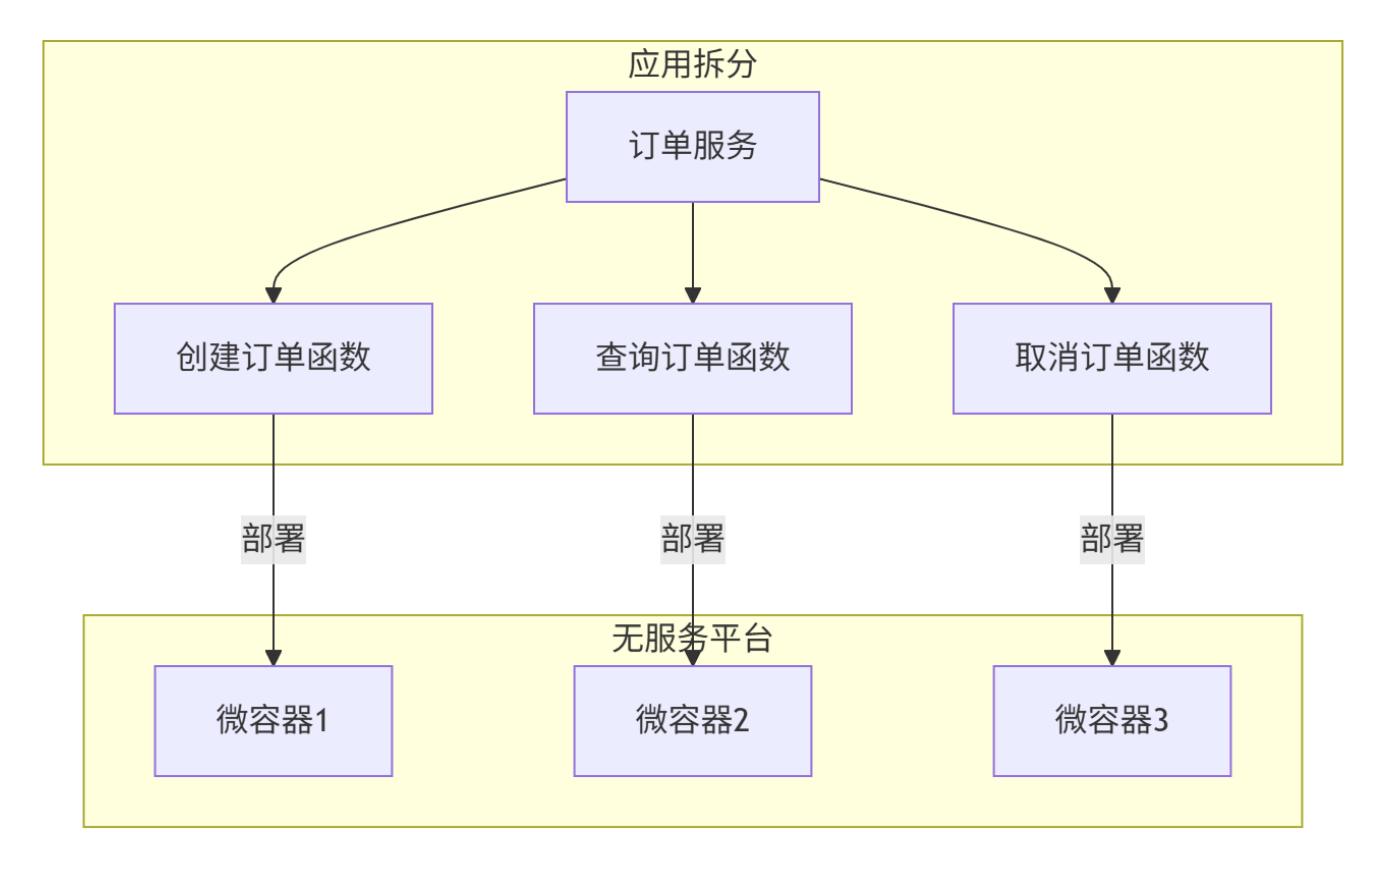 应用拆分
订单服务
创建订单函数
查询订单函数
取消订单函数
部署
部署
部署
无服务平台
微容器1
微容器2
微容器3